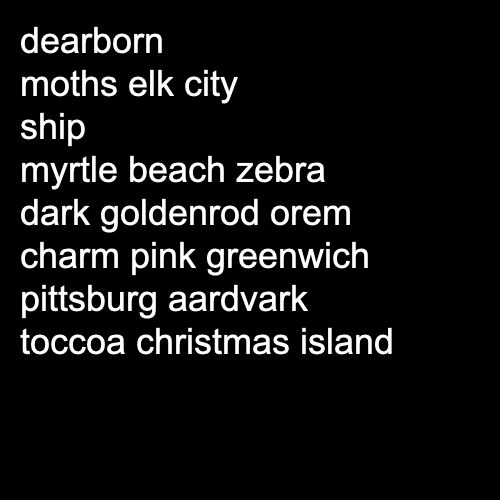 dearborn
moths elk city
ship
myrtle beach zebra
dark goldenrod orem
charm pink greenwich
pittsburg aardvark
toccoa christmas island